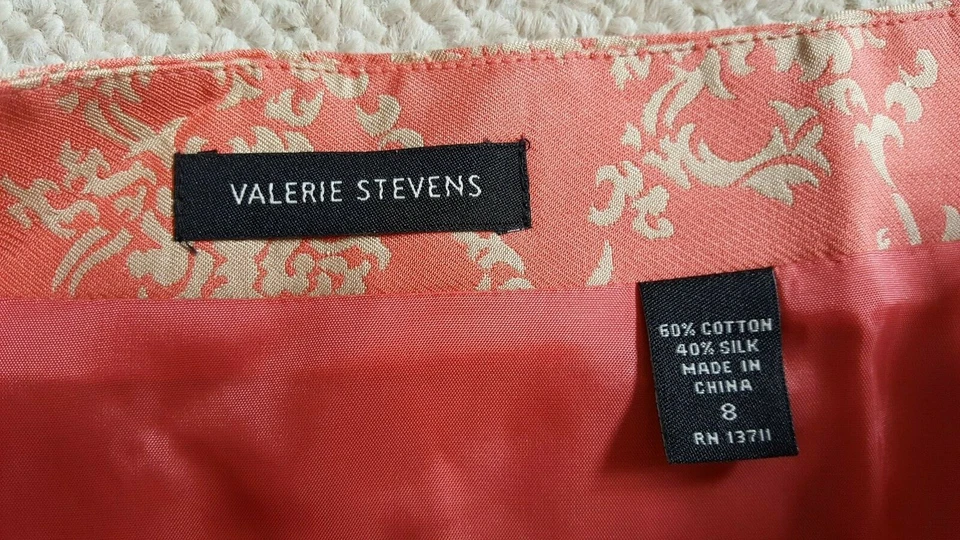 VALERIE STEVENS
60% COTTON
40% SILK
MADE IN
CHINA
8
RN 13711